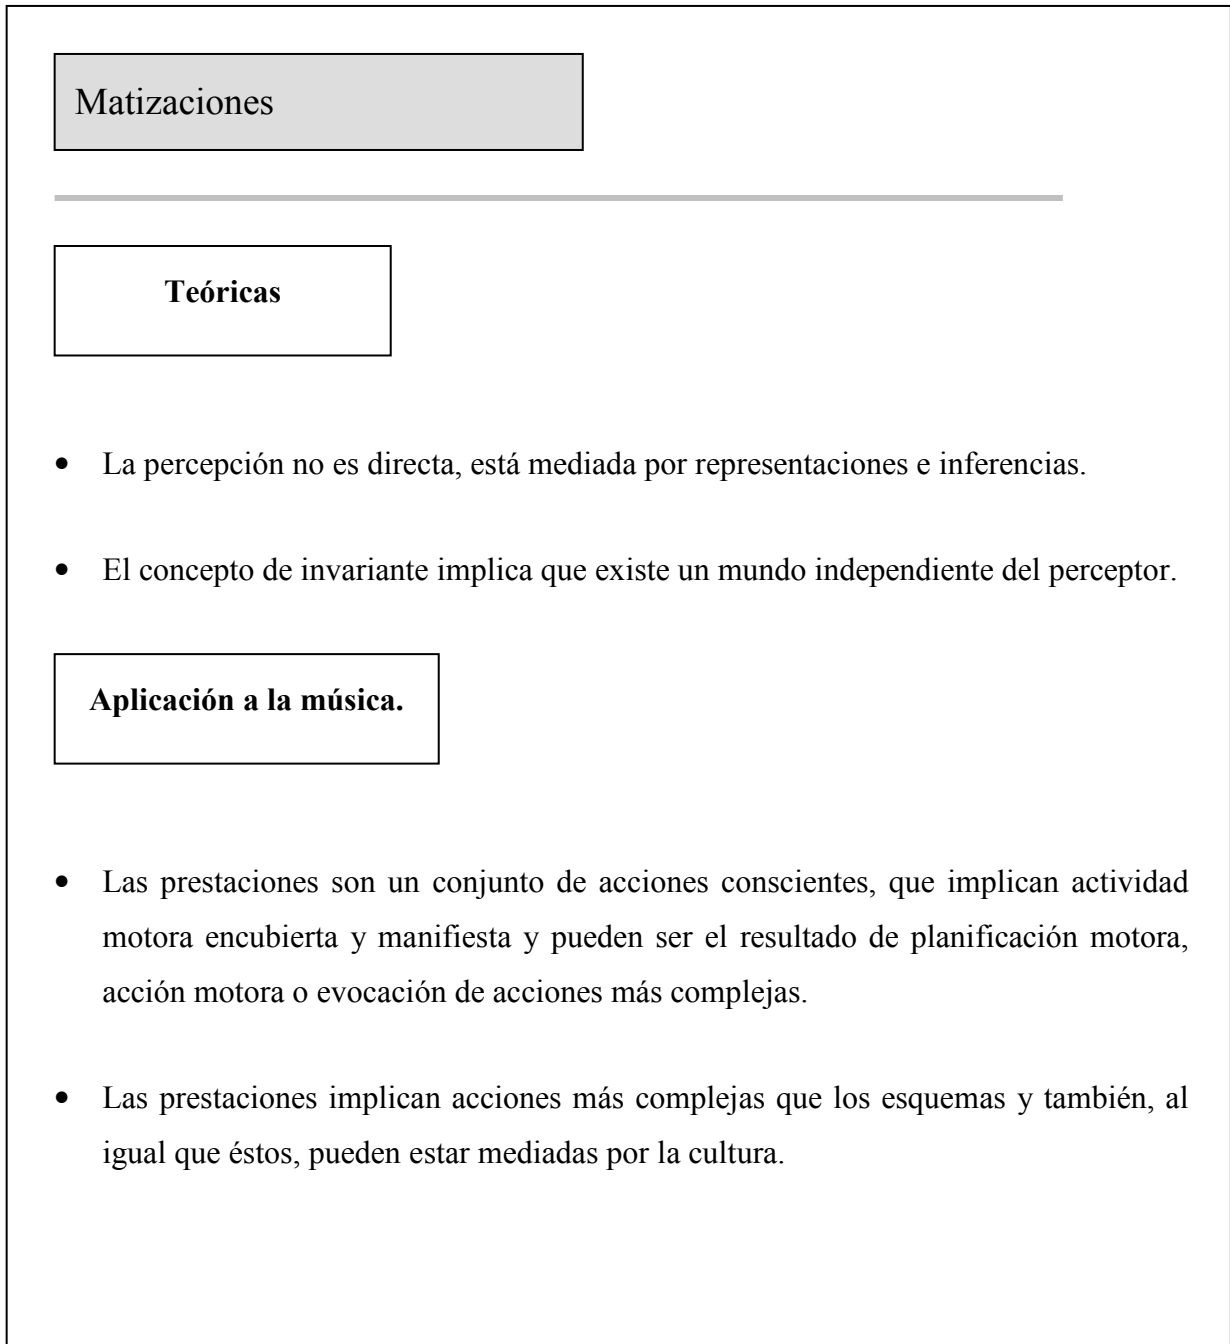 Matizaciones
Teóricas
• La percepción no es directa, está mediada por representaciones e inferencias.
• El concepto de invariante implica que existe un mundo independiente del perceptor.
Aplicación a la música.
• Las prestaciones son un conjunto de acciones conscientes, que implican actividad
motora encubierta y manifiesta y pueden ser el resultado de planificación motora,
acción motora o evocación de acciones más complejas.
• Las prestaciones implican acciones más complejas que los esquemas y también, al
igual que éstos, pueden estar mediadas por la cultura.